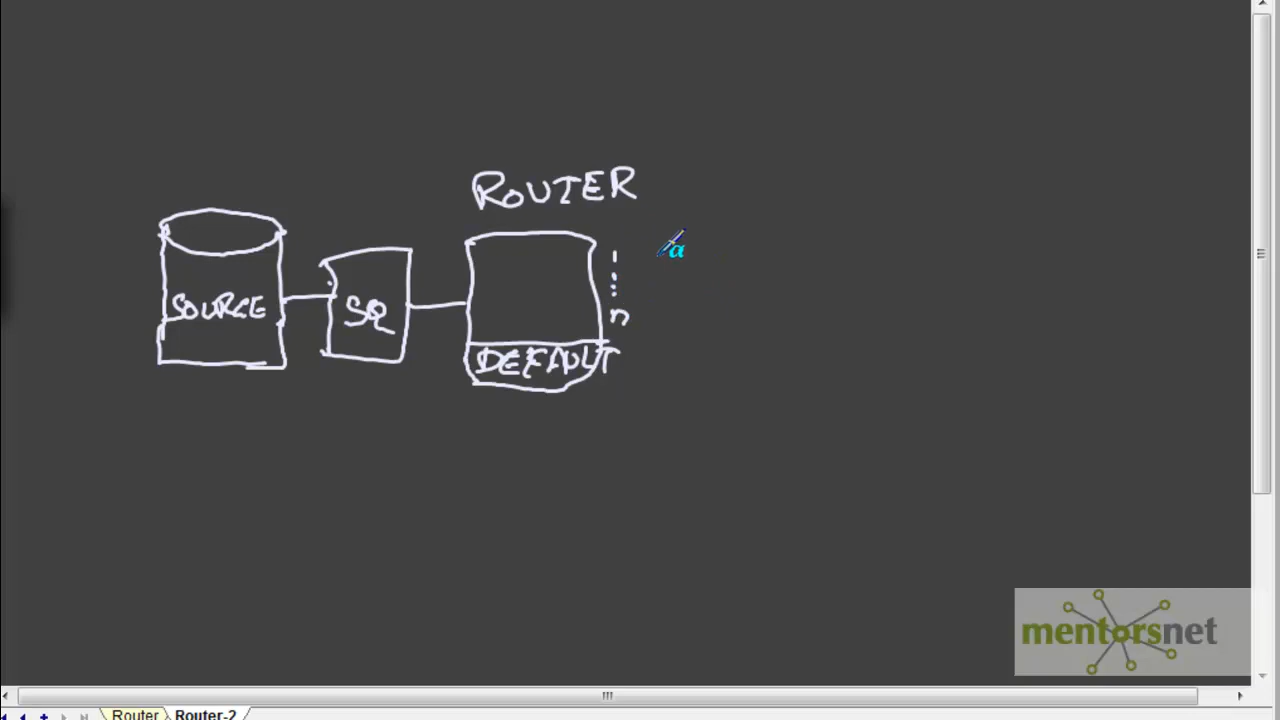 ROUTER
SOURCE
SQ
1
n
DEFAULT
a
mentorsnet
Router
Router-2